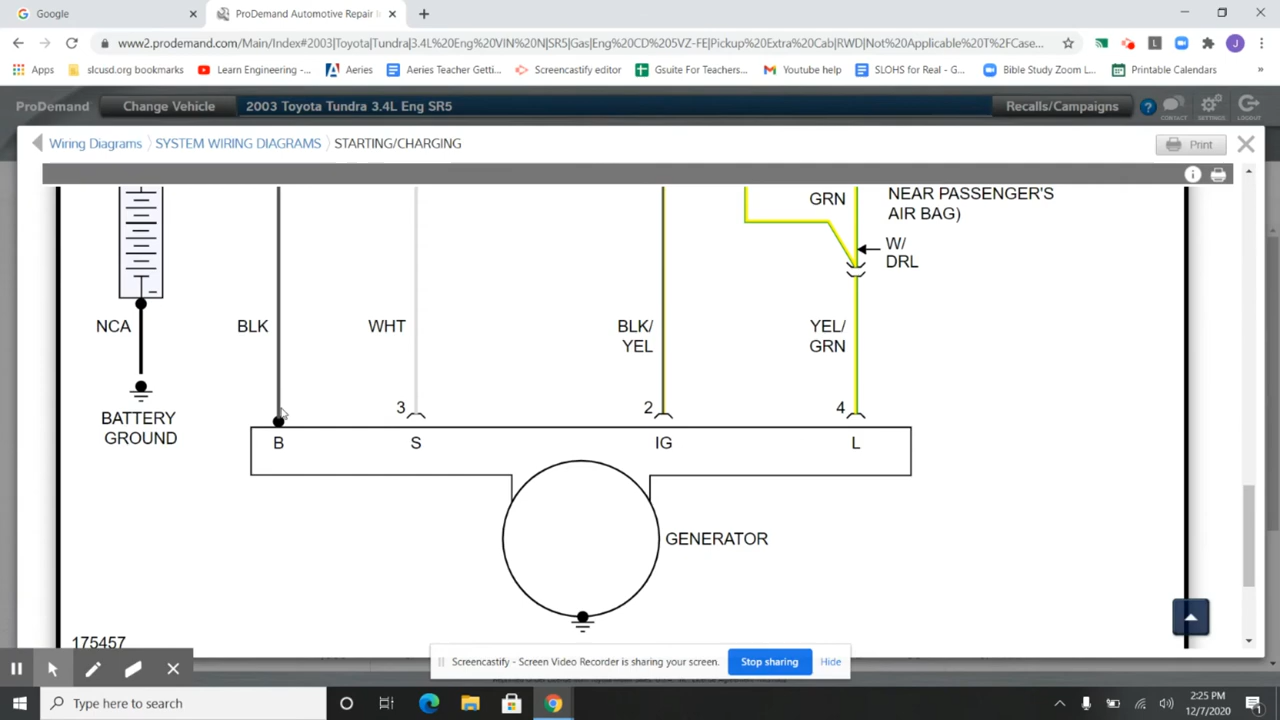 Google
ProDemand Automotive Repair I
www2.prodemand.com/Main/Index#2003|Toyota|Tundra|3.4L%20Eng%20VIN%20N|SR5|Gas|Eng%20CD%205VZ-FE|Pickup%20Extra%20Cab|RWD|Not%20Applicable%20T%2FCase...
Apps
slcusd.org bookmarks
Learn Engineering -...
Aeries
Aeries Teacher Getti...
Screencastify editor
Gsuite For Teachers...
Youtube help
SLOHS for Real - G...
Bible Study Zoom L...
Printable Calendars
»
ProDemand
Change Vehicle
2003 Toyota Tundra 3.4L Eng SR5
Recalls/Campaigns
CONTACT
SETTINGS
LOGOUT
Wiring Diagrams
SYSTEM WIRING DIAGRAMS
STARTING/CHARGING
Print
GRN
NEAR PASSENGER'S
AIR BAG)
W/
DRL
NCA
BLK
WHT
BLK/
YEL
YEL/
GRN
BATTERY
GROUND
3
2
4
B
S
IG
L
GENERATOR
175457
Screencastify - Screen Video Recorder is sharing your screen.
Stop sharing
Hide
Type here to search
2:25 PM
12/7/2020